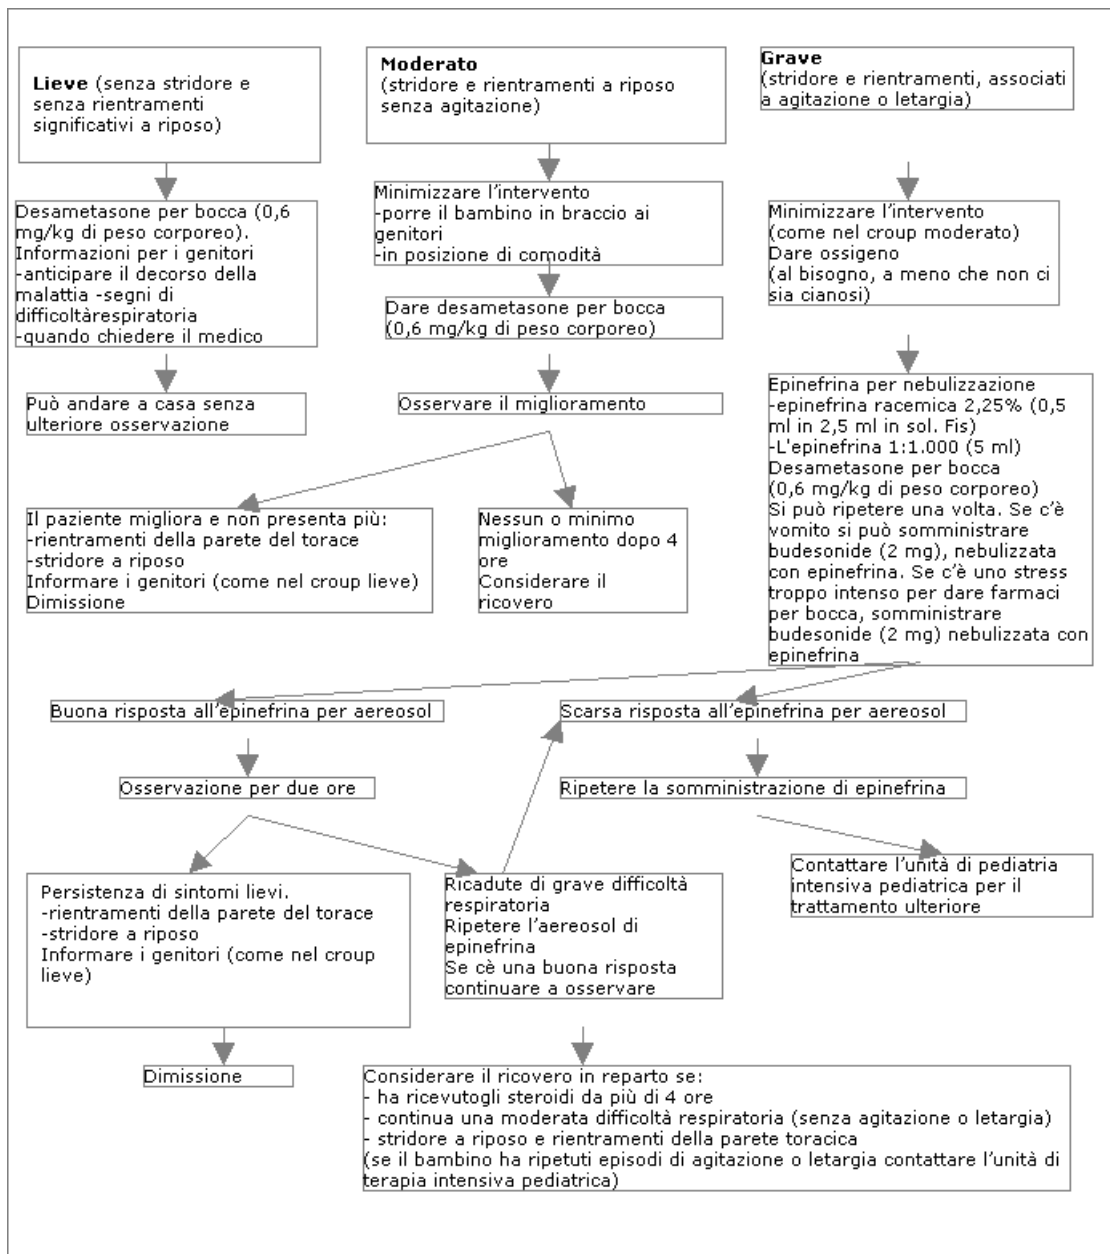 Lieve (senza stridore e
senza rientramenti
significativi a riposo)
Moderato
(stridore e rientramenti a riposo
senza agitazione)
Grave
(stridore e rientramenti, associati
a agitazione o letargia)
Desametasone per bocca (0,6
mg/kg di peso corporeo).
Informazioni per i genitori
-anticipare il decorso della
malattia -segni di
difficoltàrespiratoria
-quando chiedere il medico
Minimizzare l'intervento
-porre il bambino in braccio ai
genitori
-in posizione di comodità
Minimizzare l'intervento
(come nel croup moderato)
Dare ossigeno
(al bisogno, a meno che non ci
sia cianosi)
Dare desametasone per bocca
(0,6 mg/kg di peso corporeo)
Può andare a casa senza
ulteriore osservazione
Osservare il miglioramento
Epinefrina per nebulizzazione
-epinefrina racemica 2,25% (0,5
ml in 2,5 ml in sol. Fis)
-L'epinefrina 1:1.000 (5 ml)
Desametasone per bocca
(0,6 mg/kg di peso corporeo)
Si può ripetere una volta. Se c'è
vomito si può somministrare
budesonide (2 mg), nebulizzata
con epinefrina. Se c'è uno stress
troppo intenso per dare farmaci
per bocca, somministrare
budesonide (2 mg) nebulizzata con
epinefrina
Il paziente migliora e non presenta più:
-rientramenti della parete del torace
-stridore a riposo
Informare i genitori (come nel croup lieve)
Dimissione
Nessun o minimo
miglioramento dopo 4
ore
Considerare il
ricovero
Buona risposta all'epinefrina per aereosol
Scarsa risposta all'epinefrina per aereosol
Osservazione per due ore
Ripetere la somministrazione di epinefrina
Persistenza di sintomi lievi.
-rientramenti della parete del torace
-stridore a riposo
Informare i genitori (come nel croup
lieve)
Ricadute di grave difficoltà
respiratoria
Ripetere l'aereosol di
epinefrina
Se cè una buona risposta
continuare a osservare
Contattare l'unità di pediatria
intensiva pediatrica per il
trattamento ulteriore
Dimissione
Considerare il ricovero in reparto se:
- ha ricevutogli steroidi da più di 4 ore
- continua una moderata difficoltà respiratoria (senza agitazione o letargia)
- stridore a riposo e rientramenti della parete toracica
(se il bambino ha ripetuti episodi di agitazione o letargia contattare l'unità di
terapia intensiva pediatrica)